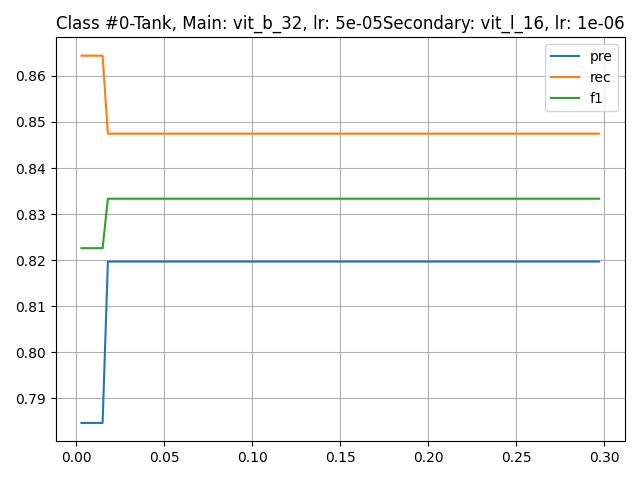 Class #0-Tank, Main: vit_b_32, lr: 5e-05Secondary: vit_l_16, lr: 1e-06
pre
rec
f1
0.86
0.85
0.84
0.83
0.82
0.81
0.80
0.79
0.00 0.05 0.10 0.15 0.20 0.25 0.30